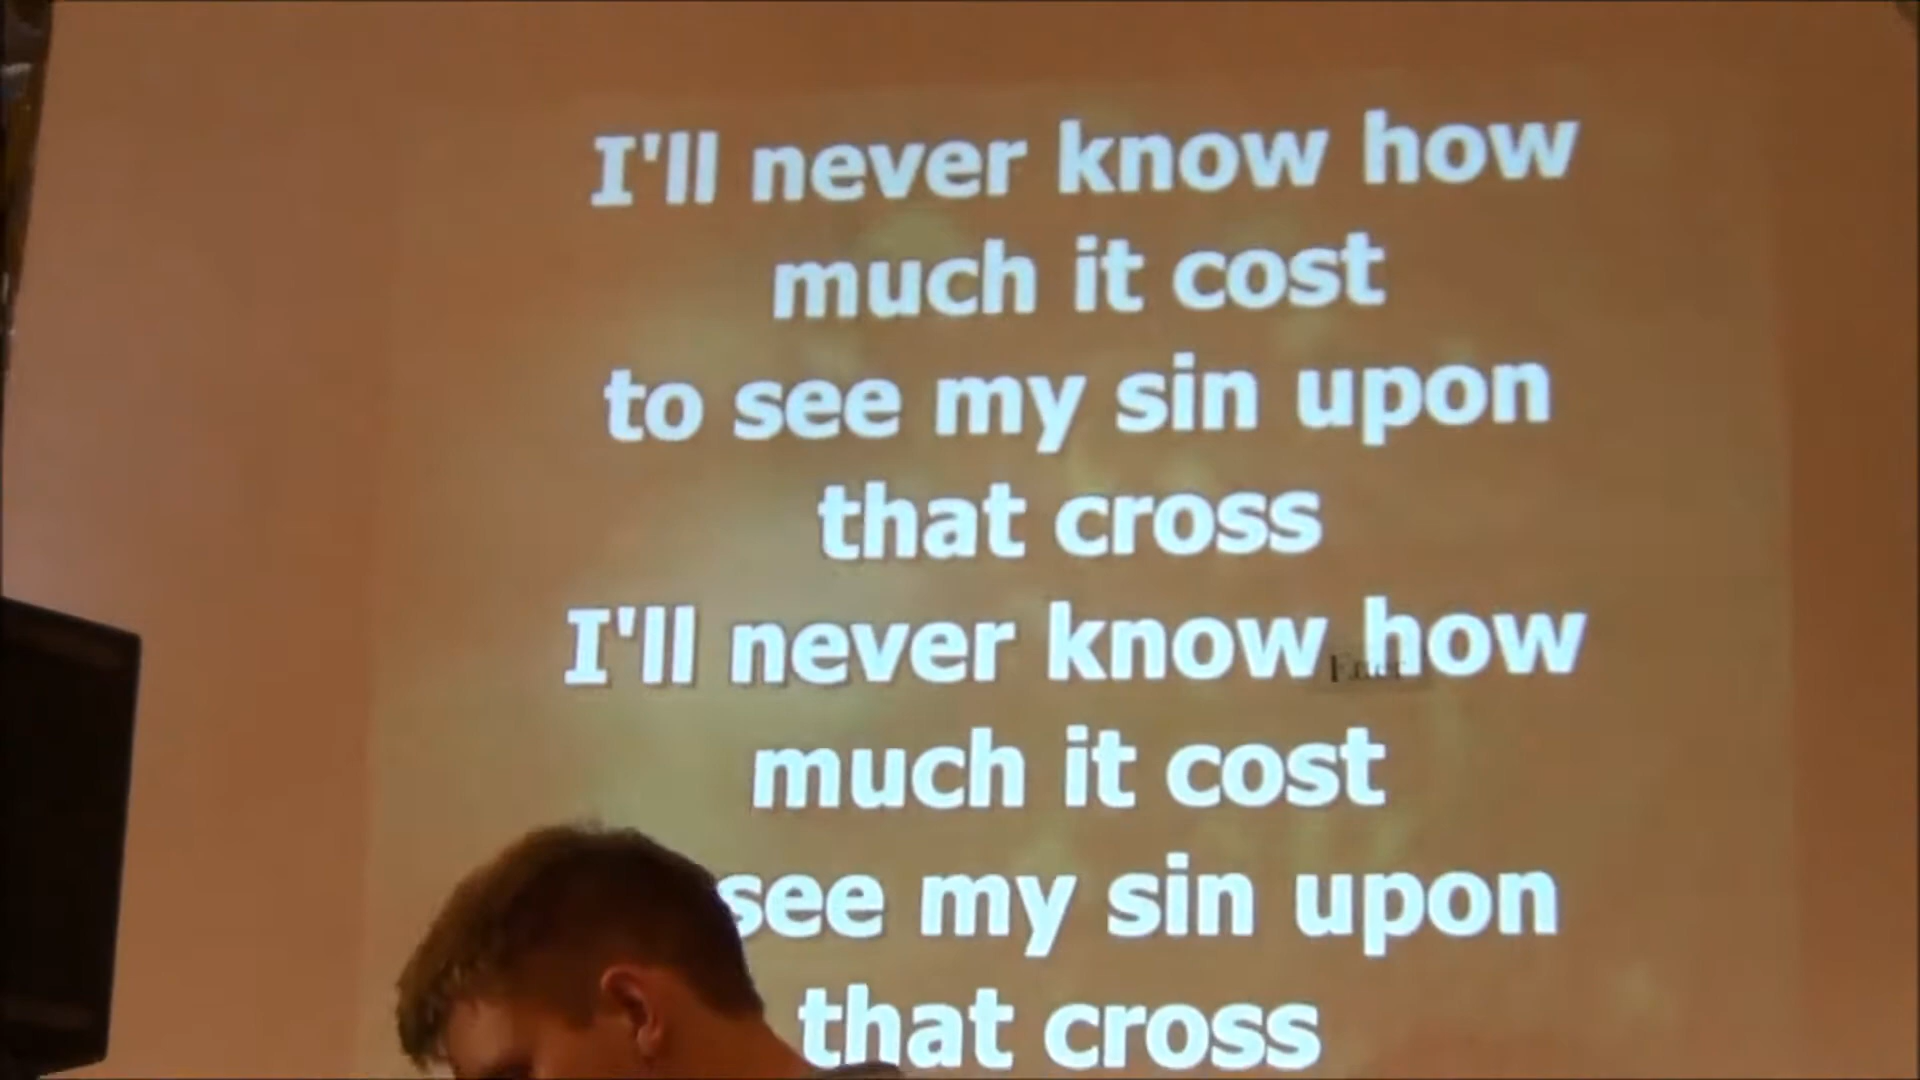 I'll never know how
much it cost
to see my sin upon
that cross
I'll never know how
much it cost
see my sin upon
that cross